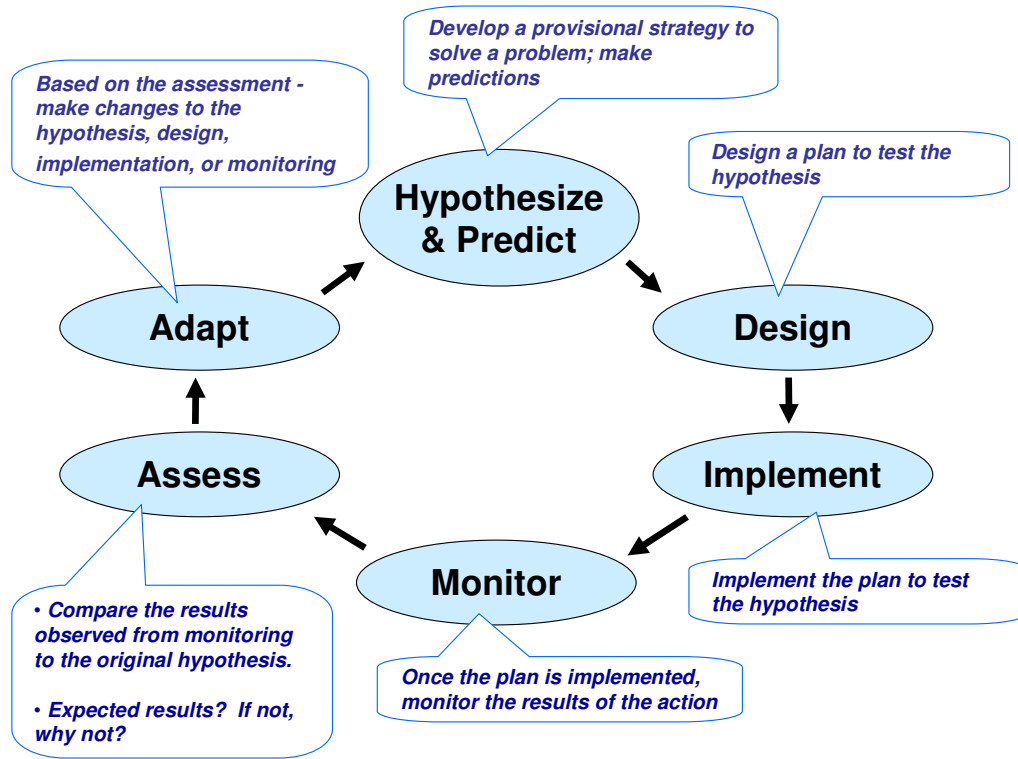 Develop a provisional strategy to
solve a problem; make
predictions
Based on the assessment -
make changes to the
hypothesis, design,
implementation, or monitoring
Hypothesize
& Predict
Design a plan to test the
hypothesis
Adapt
Design
Assess
Implement
Monitor
Implement the plan to test
the hypothesis
• Compare the results
observed from monitoring
to the original hypothesis.
• Expected results? If not,
why not?
Once the plan is implemented,
monitor the results of the action